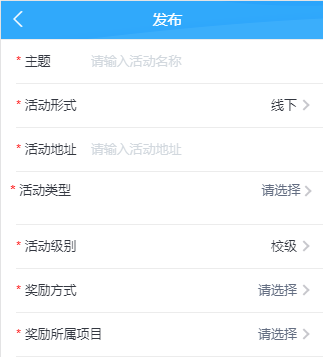 发布
* 主题 请输入活动名称
* 活动形式 线下
* 活动地址 请输入活动地址
* 活动类型 请选择
* 活动级别 校级
* 奖励方式 请选择
* 奖励所属项目 请选择